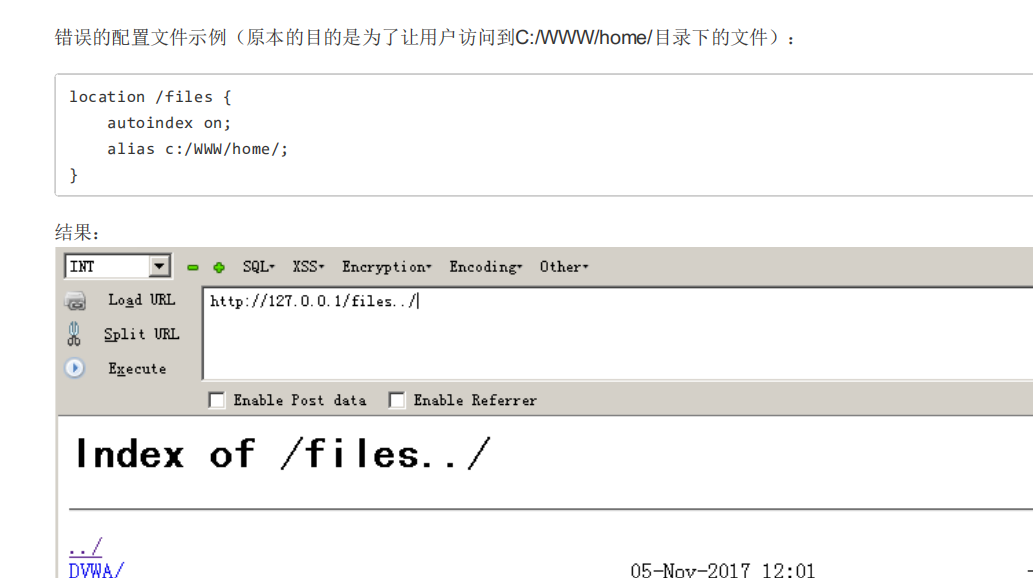 错误的配置文件示例（原本的目的是为了让用户访问到C:/WWW/home/目录下的文件）：
location /files {
autoindex on;
alias c:/WWW/home/;
}
结果：
INT SQL XSS Encryption Encoding Other
Load URL http://127.0.0.1/files../
Split URL
Execute
Enable Post data Enable Referrer
Index of /files../
../
DVWA/ 05-Nov-2017 12:01 -